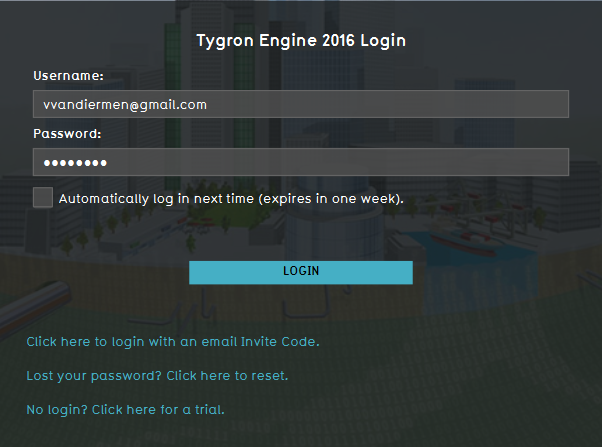 Tygron Engine 2016 Login
Username:
vvandiermen@gmail.com
Password:
●●●●●●●●
Automatically log in next time (expires in one week).
LOGIN
Click here to login with an email Invite Code.
Lost your password? Click here to reset.
No login? Click here for a trial.